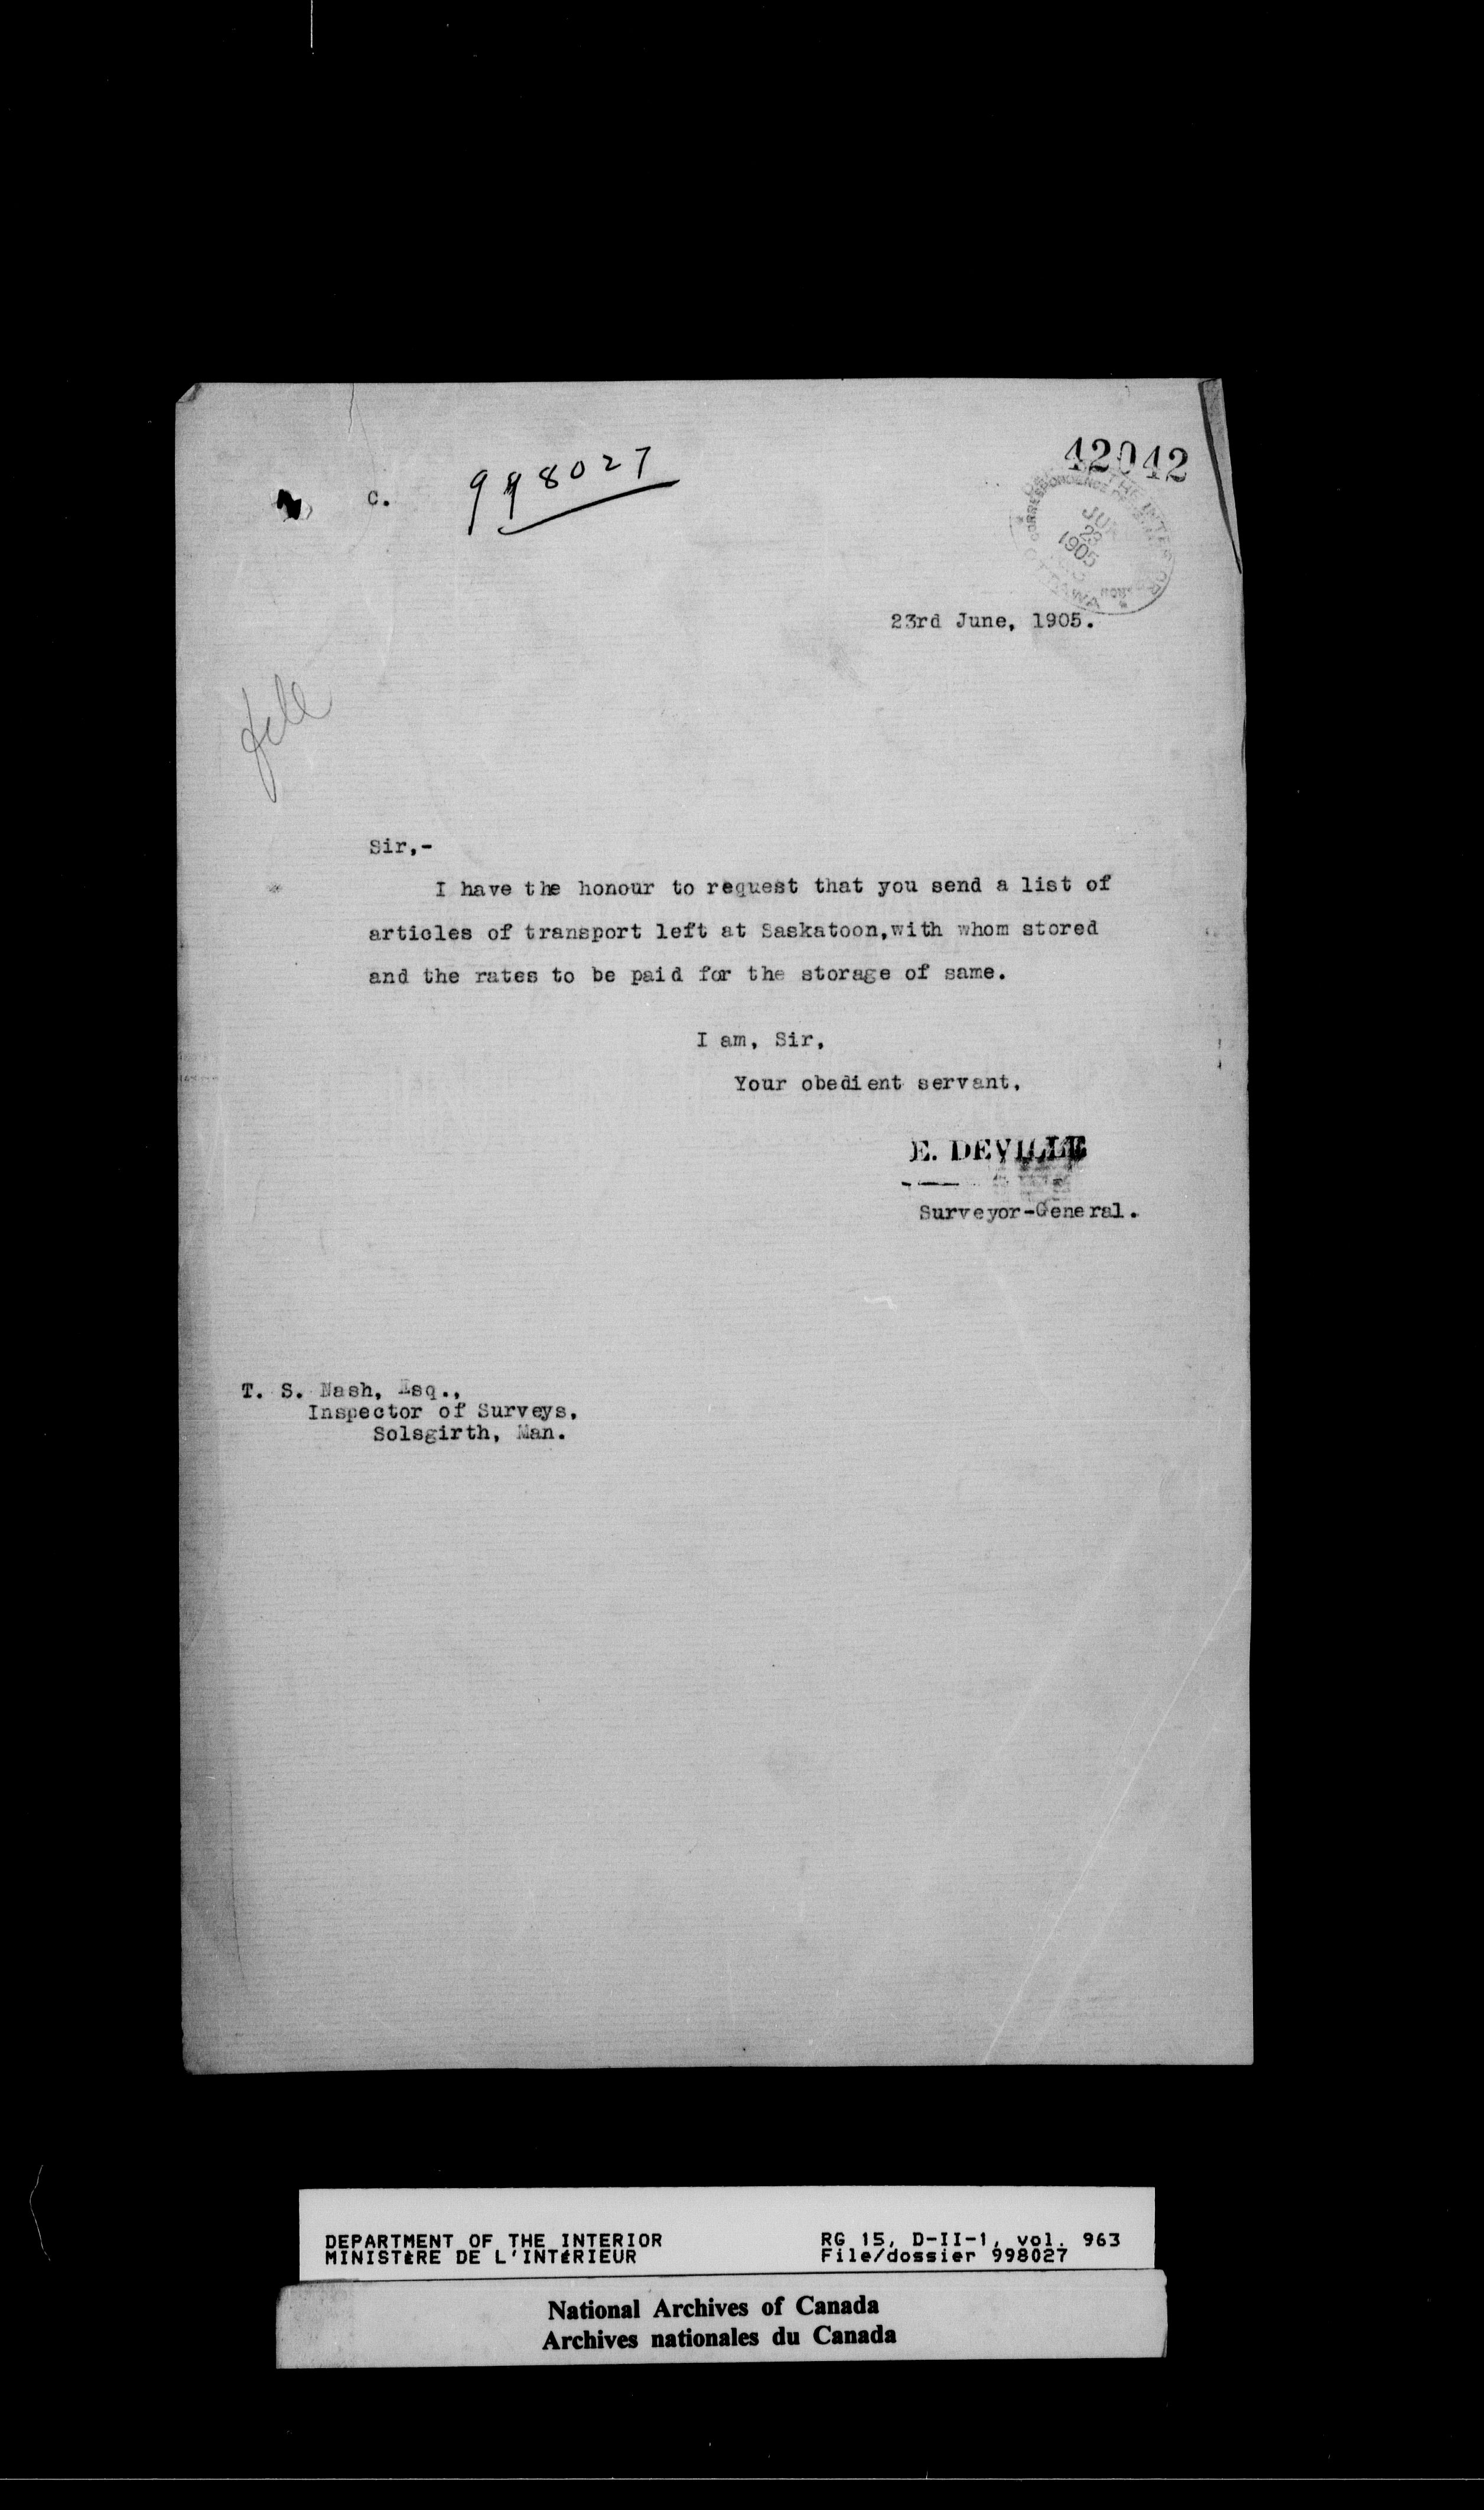 42042
C.
998027
JUN
23
1905
OTTAWA
23rd June, 1905.
file
Sir,-
I have the honour to request that you send a list of
articles of transport left at Saskatoon,with whom stored
and the rates to be paid for the storage of same.
I am, Sir,
Your obedient servant,
E. DEVILLE
Surveyor-General.
T. S. Nash, Esq.,
Inspector of Surveys,
Solsgirth, Man.
DEPARTMENT OF THE INTERIOR
MINISTÈRE DE L'INTÉRIEUR
RG 15, D-II-1, vol. 963
File/dossier 998027
National Archives of Canada
Archives nationales du Canada